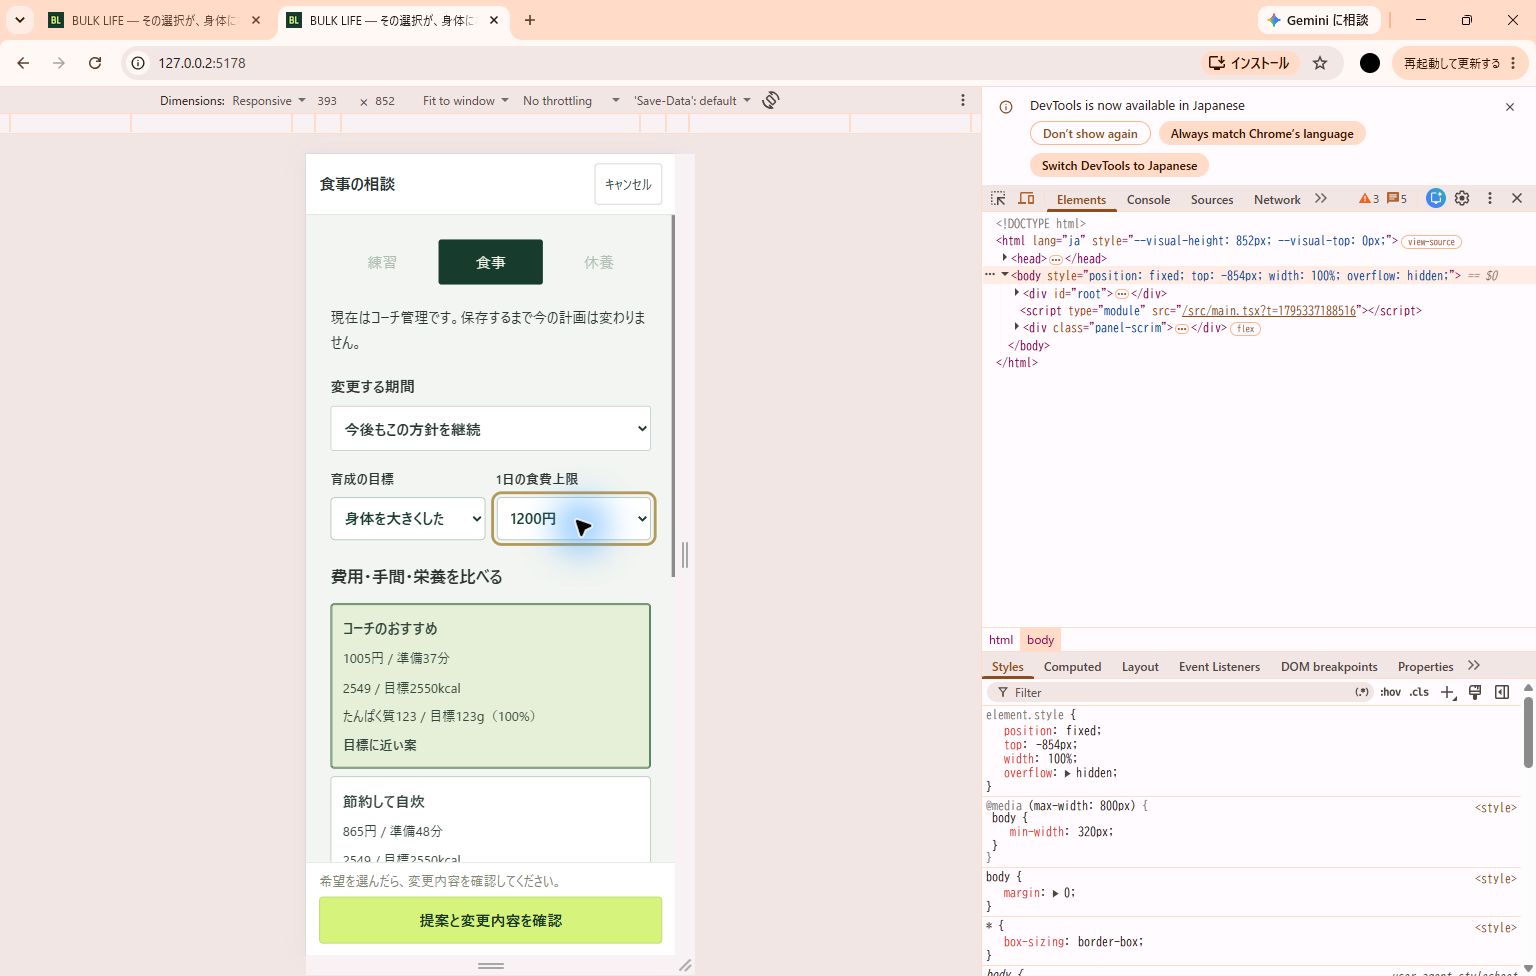 BL BULK LIFE — その選択が、身体に
BL BULK LIFE — その選択が、身体に
Gemini に相談
127.0.0.2:5178
インストール
再起動して更新する
Dimensions: Responsive 393 × 852 Fit to window No throttling 'Save-Data': default
食事の相談
キャンセル
練習
食事
休養
現在はコーチ管理です。保存するまで今の計画は変わりま
せん。
変更する期間
今後もこの方針を継続
育成の目標
1日の食費上限
身体を大きくした
1200円
費用・手間・栄養を比べる
コーチのおすすめ
1005円 / 準備37分
2549 / 目標2550kcal
たんぱく質123 / 目標123g（100%）
目標に近い案
節約して自炊
865円 / 準備48分
2549 / 目標2550kcal
希望を選んだら、変更内容を確認してください。
提案と変更内容を確認
DevTools is now available in Japanese
Don't show again
Always match Chrome's language
Switch DevTools to Japanese
Elements Console Sources Network 3 5
<!DOCTYPE html>
<html lang="ja" style="--visual-height: 852px; --visual-top: 0px;"> view-source
<head> </head>
<body style="position: fixed; top: -854px; width: 100%; overflow: hidden;"> == $0
<div id="root"> </div>
<script type="module" src="/src/main.tsx?t=1795337188516"></script>
<div class="panel-scrim"> </div> flex
</body>
</html>
html body
Styles Computed Layout Event Listeners DOM breakpoints Properties
Filter (.*) :hov .cls
element.style {
position: fixed;
top: -854px;
width: 100%;
overflow: hidden;
}
@media (max-width: 800px) {
<style>
body {
min-width: 320px;
}
}
body {
<style>
margin: 0;
}
* {
<style>
box-sizing: border-box;
}
body {
user agent stylesheet